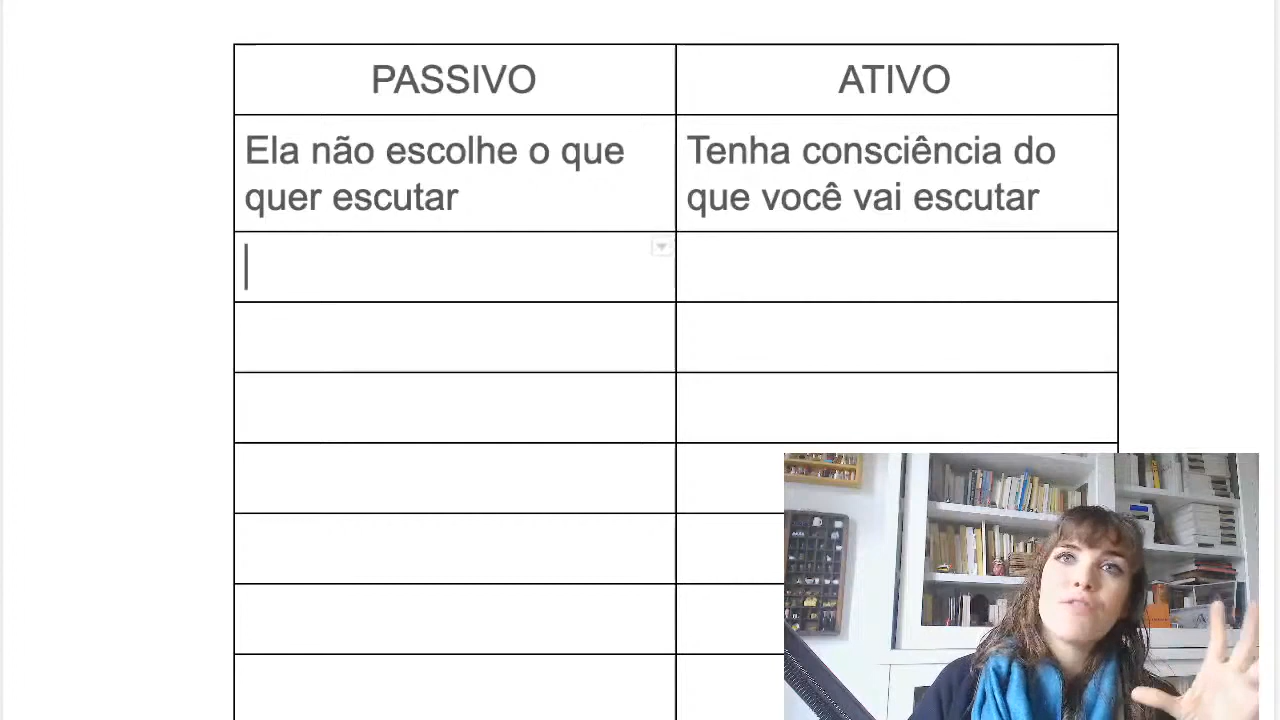 PASSIVO
ATIVO
Ela não escolhe o que
quer escutar
Tenha consciência do
que você vai escutar